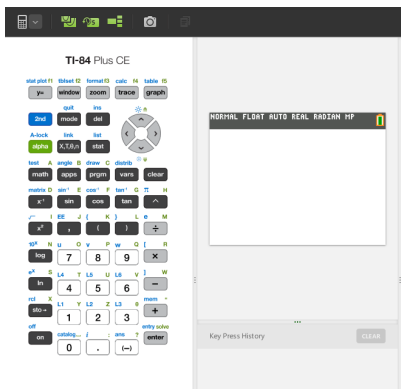 TI-84 Plus CE
stat plot f1 tblset f2 format f3 calc f4 table f5
y= window zoom trace graph
quit ins
2nd mode del
A-lock link list
alpha X,T,θ,n stat
test A angle B draw C distrib
math apps prgm vars clear
matrix D sin⁻¹ E cos⁻¹ F tan⁻¹ G π H
x⁻¹ sin cos tan ^
√ I EE J { K } L e M
x² , ( ) ÷
10ˣ N u O v P w Q [ R
log 7 8 9 ×
eˣ S L4 T L5 U L6 V ] W
ln 4 5 6 −
rcl X L1 Y L2 Z L3 θ mem "
sto→ 1 2 3 +
off catalog i : ans ? entry solve
on 0 . (−) enter
NORMAL FLOAT AUTO REAL RADIAN MP
Key Press History CLEAR